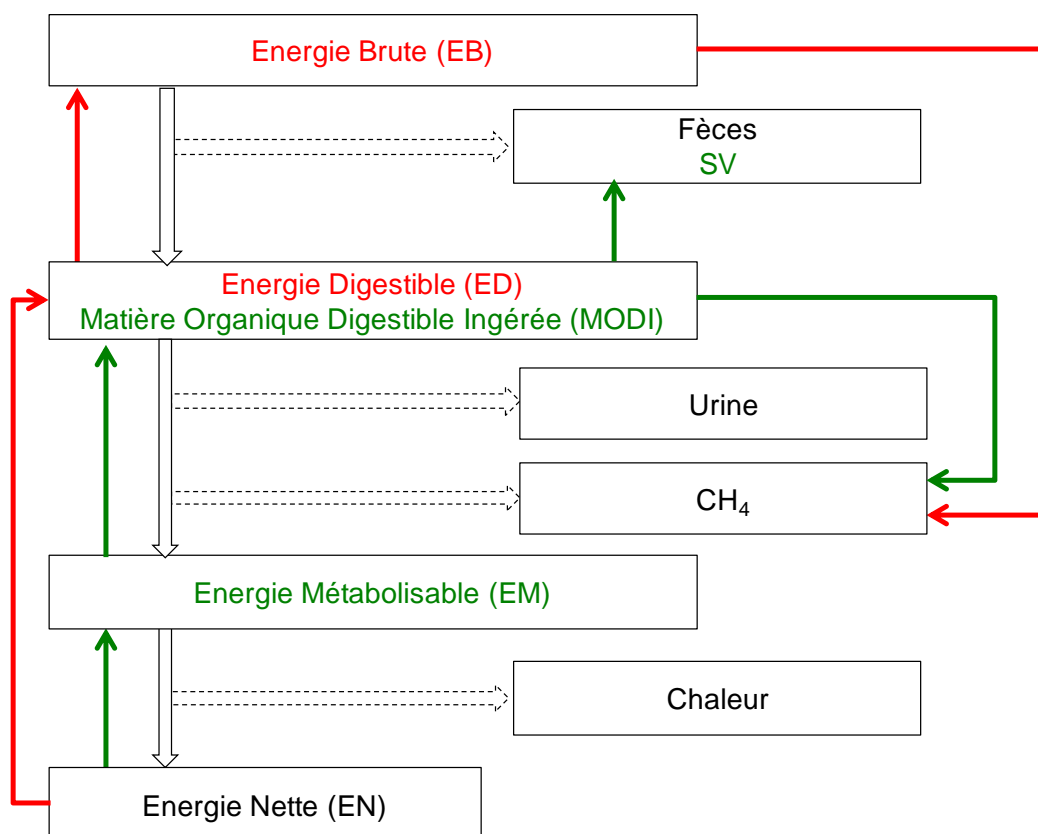 Energie Brute (EB)
Fèces
SV
Energie Digestible (ED)
Matière Organique Digestible Ingérée (MODI)
Urine
CH₄
Energie Métabolisable (EM)
Chaleur
Energie Nette (EN)